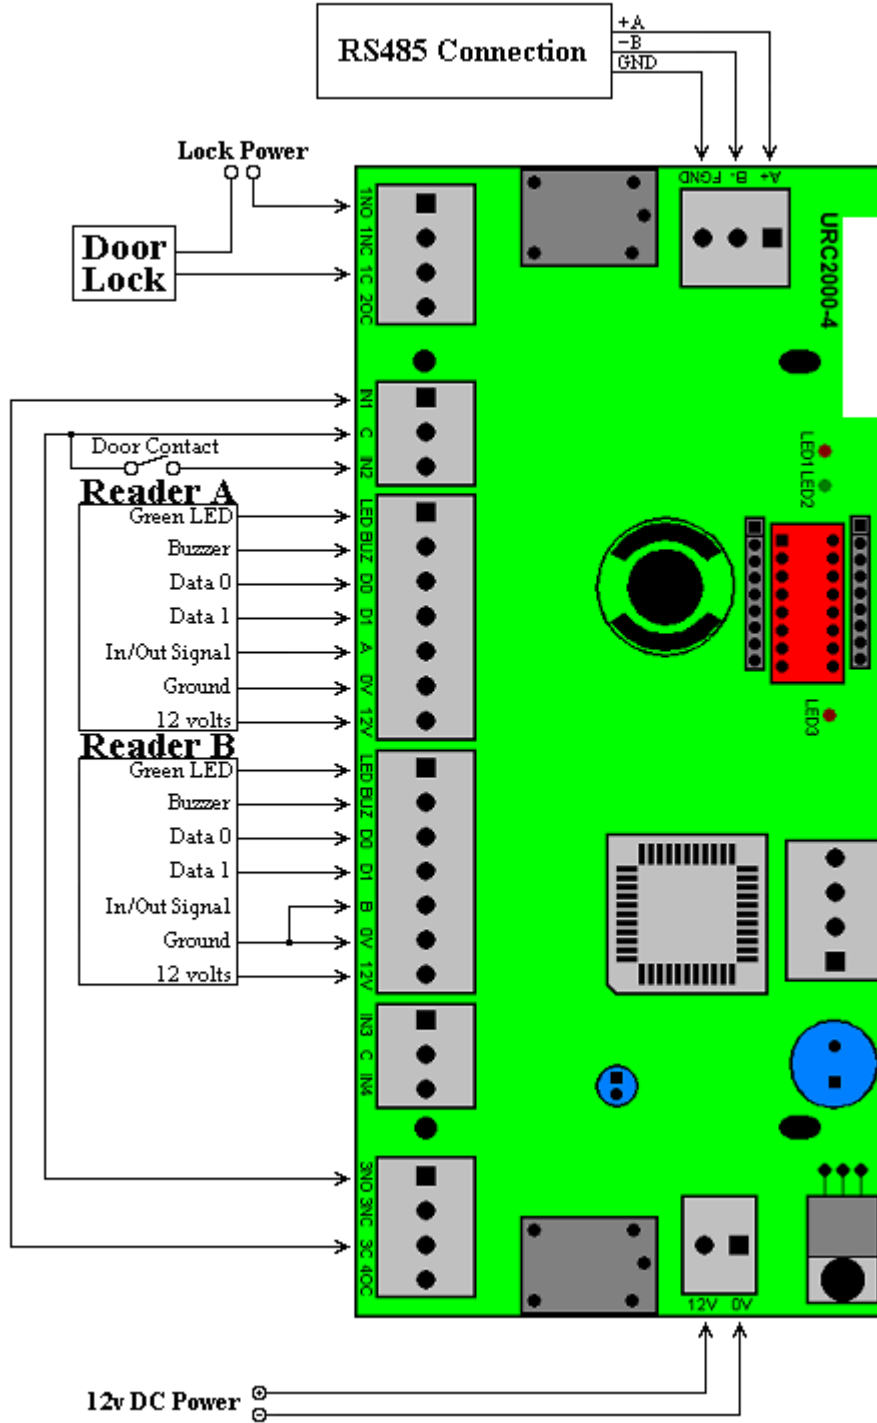 RS485 Connection
+A
−B
GND
Lock Power
Door
Lock
1NO 1NC 1C 2OC
FGND B- A+
URC2000-4
IN1 C IN2
Door Contact
LED1 LED2
Reader A
Green LED
Buzzer
Data 0
Data 1
In/Out Signal
Ground
12 volts
LED BUZ D0 D1 A 0V 12V
LED3
Reader B
Green LED
Buzzer
Data 0
Data 1
In/Out Signal
Ground
12 volts
LED BUZ D0 D1 B 0V 12V
IN3 C IN4
3NO 3NC 3C 4OC
12V 0V
12v DC Power
+
−